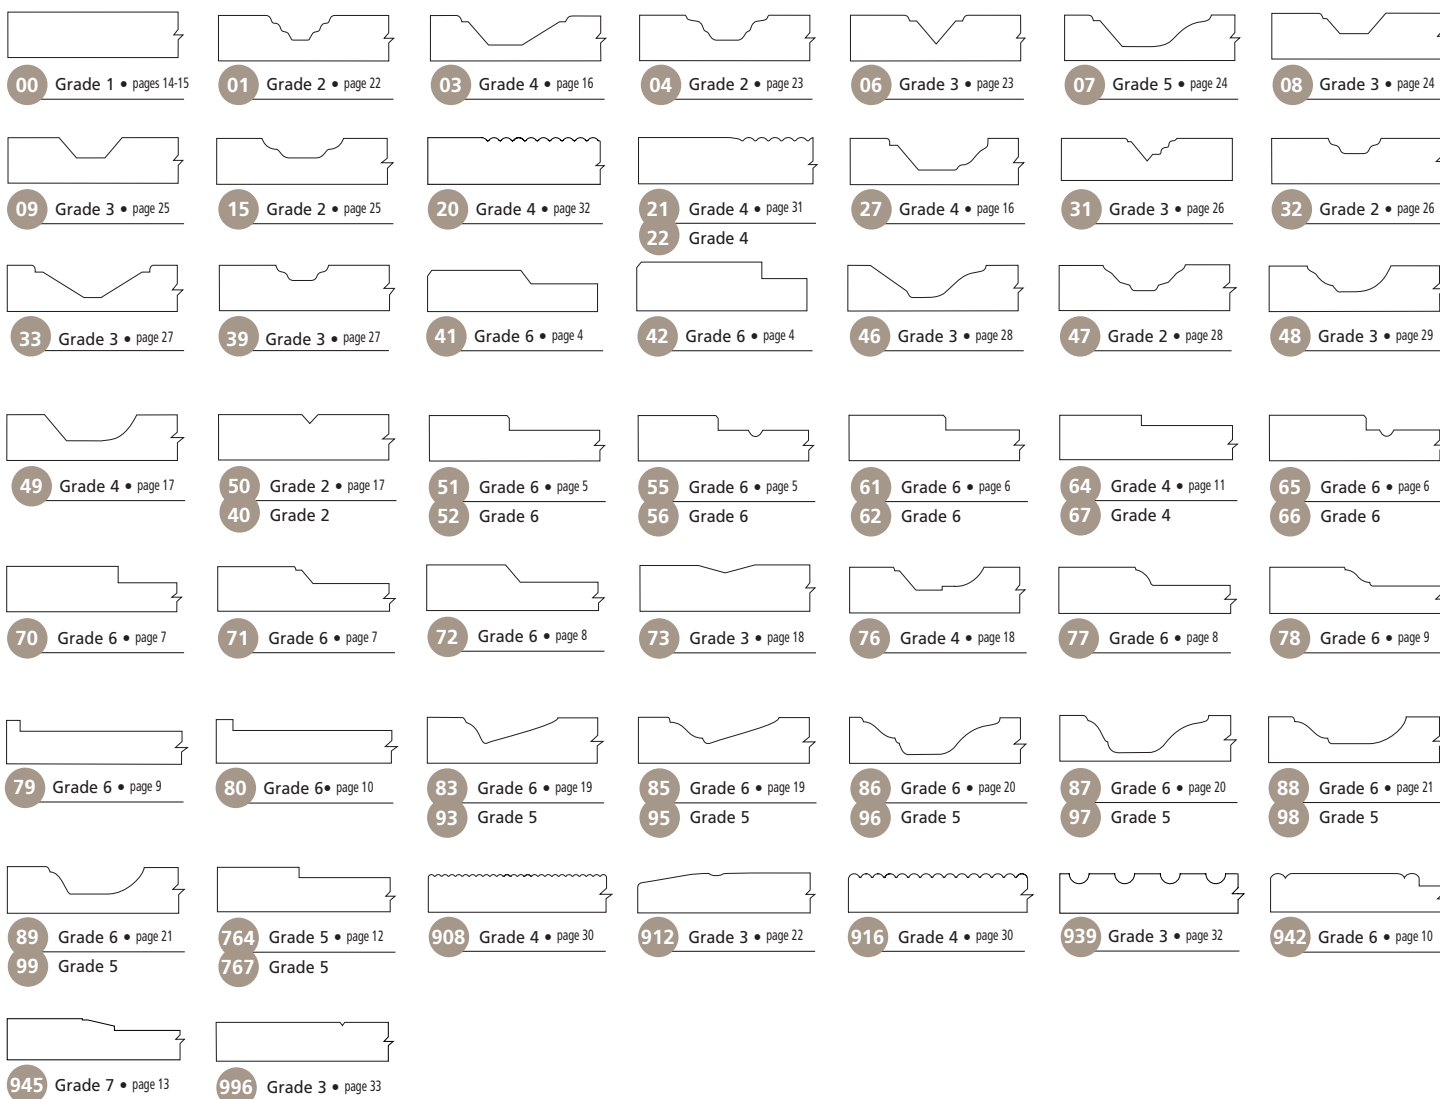 00 Grade 1 • pages 14-15
01 Grade 2 • page 22
03 Grade 4 • page 16
04 Grade 2 • page 23
06 Grade 3 • page 23
07 Grade 5 • page 24
08 Grade 3 • page 24
09 Grade 3 • page 25
15 Grade 2 • page 25
20 Grade 4 • page 32
21 Grade 4 • page 31
22 Grade 4
27 Grade 4 • page 16
31 Grade 3 • page 26
32 Grade 2 • page 26
33 Grade 3 • page 27
39 Grade 3 • page 27
41 Grade 6 • page 4
42 Grade 6 • page 4
46 Grade 3 • page 28
47 Grade 2 • page 28
48 Grade 3 • page 29
49 Grade 4 • page 17
50 Grade 2 • page 17
40 Grade 2
51 Grade 6 • page 5
52 Grade 6
55 Grade 6 • page 5
56 Grade 6
61 Grade 6 • page 6
62 Grade 6
64 Grade 4 • page 11
67 Grade 4
65 Grade 6 • page 6
66 Grade 6
70 Grade 6 • page 7
71 Grade 6 • page 7
72 Grade 6 • page 8
73 Grade 3 • page 18
76 Grade 4 • page 18
77 Grade 6 • page 8
78 Grade 6 • page 9
79 Grade 6 • page 9
80 Grade 6• page 10
83 Grade 6 • page 19
93 Grade 5
85 Grade 6 • page 19
95 Grade 5
86 Grade 6 • page 20
96 Grade 5
87 Grade 6 • page 20
97 Grade 5
88 Grade 6 • page 21
98 Grade 5
89 Grade 6 • page 21
99 Grade 5
764 Grade 5 • page 12
767 Grade 5
908 Grade 4 • page 30
912 Grade 3 • page 22
916 Grade 4 • page 30
939 Grade 3 • page 32
942 Grade 6 • page 10
945 Grade 7 • page 13
996 Grade 3 • page 33